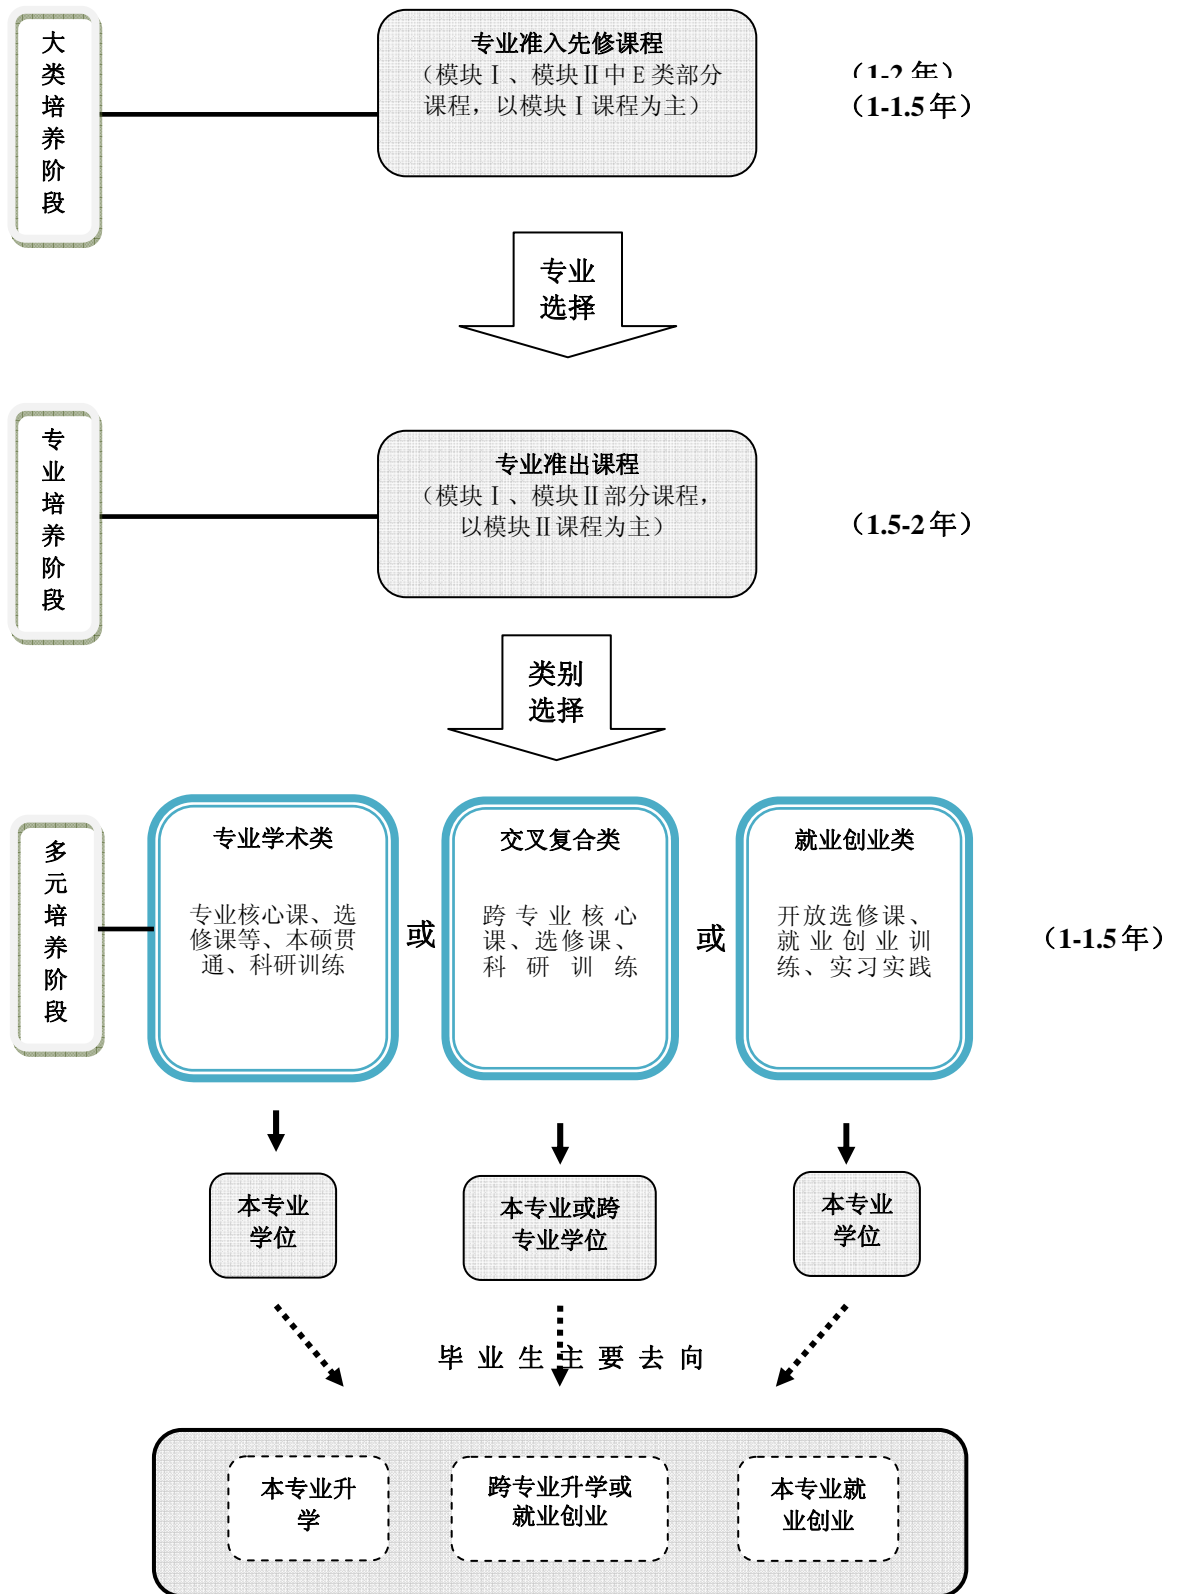 大
类
培
养
阶
段
专业准入先修课程
（模块Ⅰ、模块Ⅱ中E类部分
课程，以模块Ⅰ课程为主）
（1-2年）
（1-1.5年）
专业
选择
专
业
培
养
阶
段
专业准出课程
（模块Ⅰ、模块Ⅱ部分课程，
以模块Ⅱ课程为主）
（1.5-2年）
类别
选择
多
元
培
养
阶
段
专业学术类
专业核心课、选
修课等、本硕贯
通、科研训练
或
交叉复合类
跨专业核心
课、选修课、
科研训练
或
就业创业类
开放选修课、
就业创业训
练、实习实践
（1-1.5年）
本专业
学位
本专业或跨
专业学位
本专业
学位
毕业生主要去向
本专业升
学
跨专业升学或
就业创业
本专业就
业创业